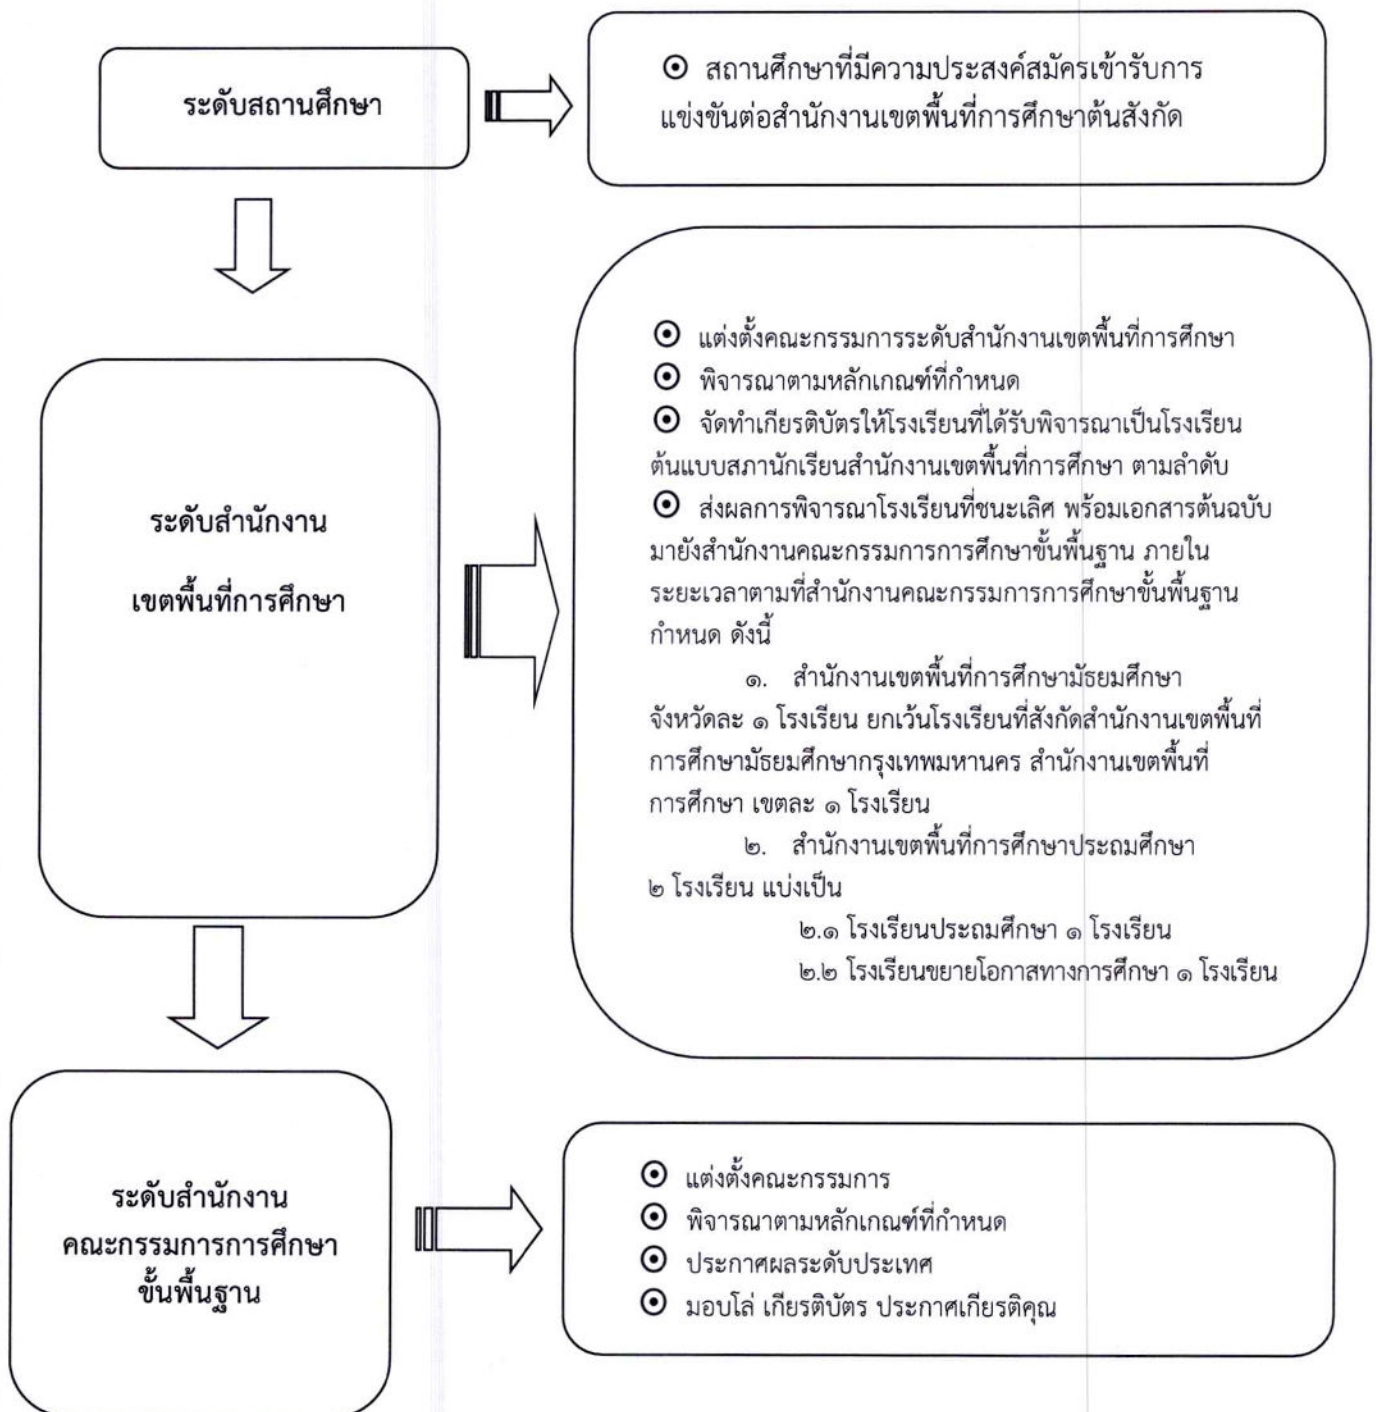 ระดับสถานศึกษา
⦿ สถานศึกษาที่มีความประสงค์สมัครเข้ารับการ
แข่งขันต่อสำนักงานเขตพื้นที่การศึกษาต้นสังกัด
ระดับสำนักงาน
เขตพื้นที่การศึกษา
⦿ แต่งตั้งคณะกรรมการระดับสำนักงานเขตพื้นที่การศึกษา
⦿ พิจารณาตามหลักเกณฑ์ที่กำหนด
⦿ จัดทำเกียรติบัตรให้โรงเรียนที่ได้รับพิจารณาเป็นโรงเรียน
ต้นแบบสภานักเรียนสำนักงานเขตพื้นที่การศึกษา ตามลำดับ
⦿ ส่งผลการพิจารณาโรงเรียนที่ชนะเลิศ พร้อมเอกสารต้นฉบับ
มายังสำนักงานคณะกรรมการการศึกษาขั้นพื้นฐาน ภายใน
ระยะเวลาตามที่สำนักงานคณะกรรมการการศึกษาขั้นพื้นฐาน
กำหนด ดังนี้
๑. สำนักงานเขตพื้นที่การศึกษามัธยมศึกษา
จังหวัดละ ๑ โรงเรียน ยกเว้นโรงเรียนที่สังกัดสำนักงานเขตพื้นที่
การศึกษามัธยมศึกษากรุงเทพมหานคร สำนักงานเขตพื้นที่
การศึกษา เขตละ ๑ โรงเรียน
๒. สำนักงานเขตพื้นที่การศึกษาประถมศึกษา
๒ โรงเรียน แบ่งเป็น
๒.๑ โรงเรียนประถมศึกษา ๑ โรงเรียน
๒.๒ โรงเรียนขยายโอกาสทางการศึกษา ๑ โรงเรียน
ระดับสำนักงาน
คณะกรรมการการศึกษา
ขั้นพื้นฐาน
⦿ แต่งตั้งคณะกรรมการ
⦿ พิจารณาตามหลักเกณฑ์ที่กำหนด
⦿ ประกาศผลระดับประเทศ
⦿ มอบโล่ เกียรติบัตร ประกาศเกียรติคุณ